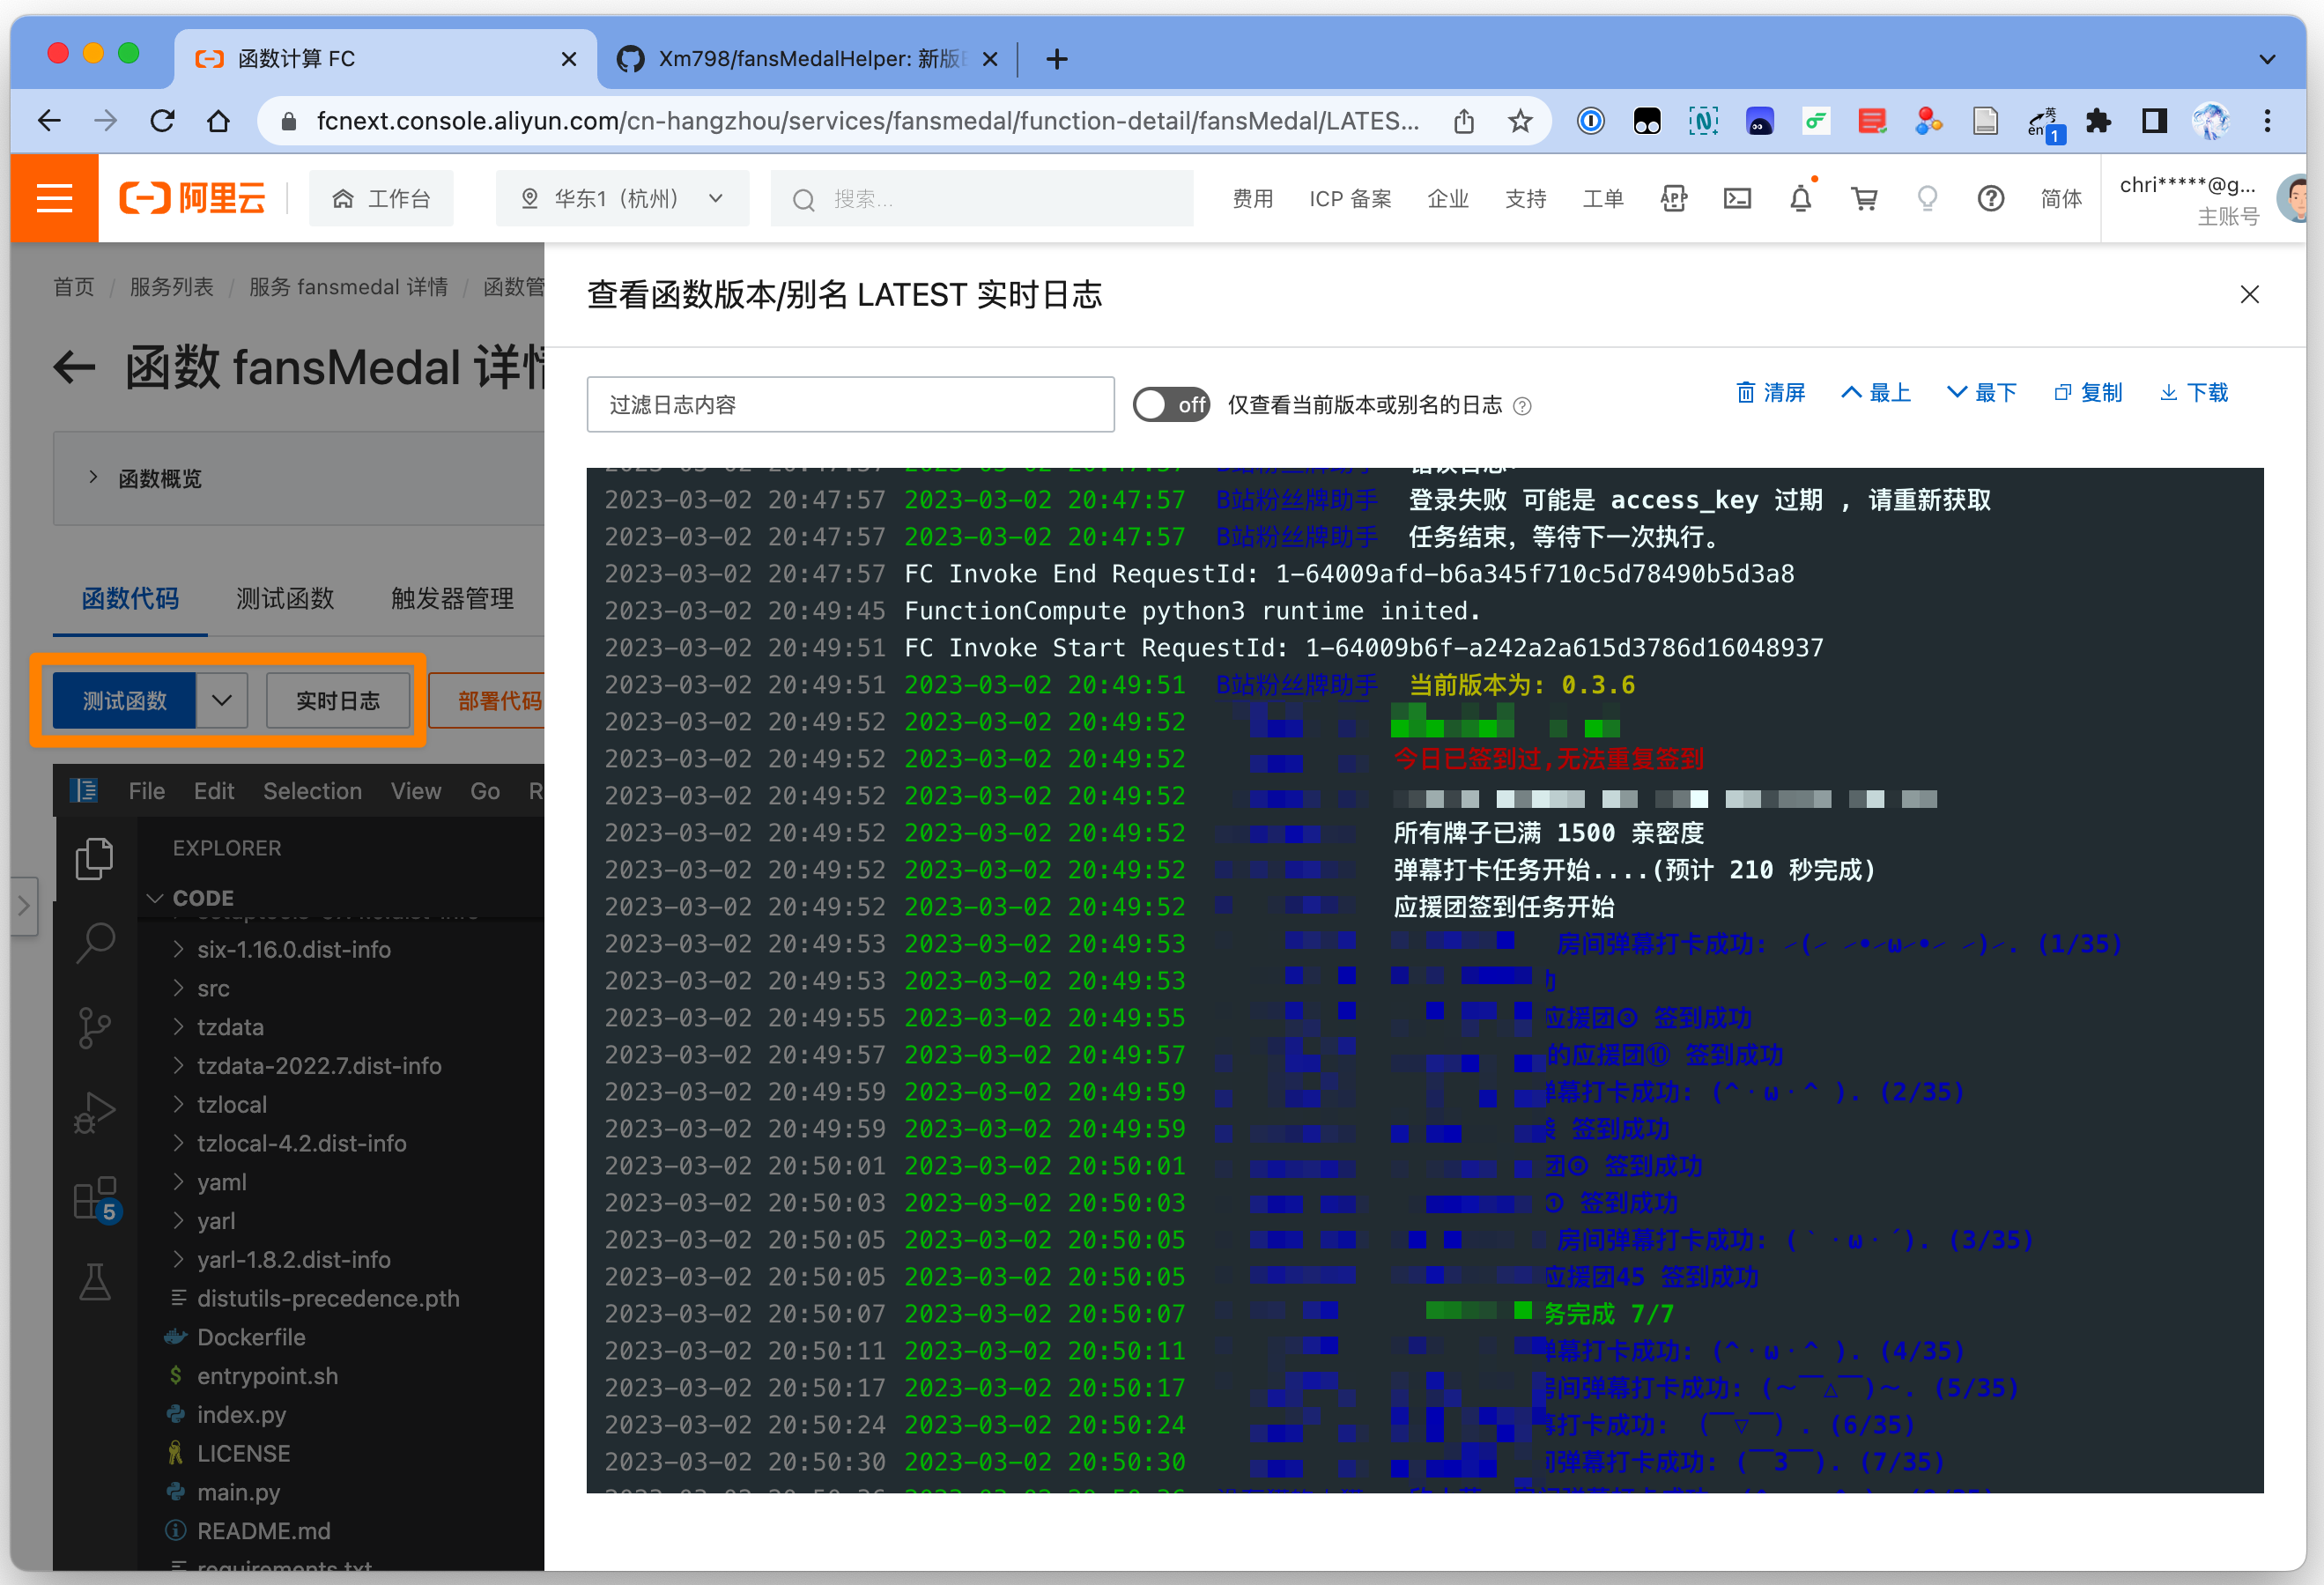 函数计算 FC
Xm798/fansMedalHelper: 新版
fcnext.console.aliyun.com/cn-hangzhou/services/fansmedal/function-detail/fansMedal/LATES...
英
en
1
阿里云
工作台
华东1（杭州）
搜索...
费用
ICP 备案
企业
支持
工单
APP
简体
chri*****@g...
主账号
首页 / 服务列表 / 服务 fansmedal 详情 / 函数管
函数 fansMedal 详情
函数概览
函数代码
测试函数
触发器管理
测试函数
实时日志
部署代码
File Edit Selection View Go R
EXPLORER
CODE
six-1.16.0.dist-info
src
tzdata
tzdata-2022.7.dist-info
tzlocal
tzlocal-4.2.dist-info
yaml
yarl
yarl-1.8.2.dist-info
distutils-precedence.pth
Dockerfile
entrypoint.sh
index.py
LICENSE
main.py
README.md
requirements.txt
5
查看函数版本/别名 LATEST 实时日志
过滤日志内容
off
仅查看当前版本或别名的日志
清屏
最上
最下
复制
下载
2023-03-02 20:47:57 2023-03-02 20:47:57 B站粉丝牌助手 错误日志:
2023-03-02 20:47:57 2023-03-02 20:47:57 B站粉丝牌助手 登录失败 可能是 access_key 过期 , 请重新获取
2023-03-02 20:47:57 2023-03-02 20:47:57 B站粉丝牌助手 任务结束，等待下一次执行。
2023-03-02 20:47:57 FC Invoke End RequestId: 1-64009afd-b6a345f710c5d78490b5d3a8
2023-03-02 20:49:45 FunctionCompute python3 runtime inited.
2023-03-02 20:49:51 FC Invoke Start RequestId: 1-64009b6f-a242a2a615d3786d16048937
2023-03-02 20:49:51 2023-03-02 20:49:51 B站粉丝牌助手 当前版本为: 0.3.6
2023-03-02 20:49:52 2023-03-02 20:49:52
2023-03-02 20:49:52 2023-03-02 20:49:52 今日已签到过,无法重复签到
2023-03-02 20:49:52 2023-03-02 20:49:52
2023-03-02 20:49:52 2023-03-02 20:49:52 所有牌子已满 1500 亲密度
2023-03-02 20:49:52 2023-03-02 20:49:52 弹幕打卡任务开始....(预计 210 秒完成)
2023-03-02 20:49:52 2023-03-02 20:49:52 应援团签到任务开始
2023-03-02 20:49:53 2023-03-02 20:49:53 房间弹幕打卡成功: ⸝(⸝ ⸝•⸝ω⸝•⸝ ⸝)⸝. (1/35)
2023-03-02 20:49:53 2023-03-02 20:49:53
2023-03-02 20:49:55 2023-03-02 20:49:55 应援团③ 签到成功
2023-03-02 20:49:57 2023-03-02 20:49:57 的应援团⑩ 签到成功
2023-03-02 20:49:59 2023-03-02 20:49:59 弹幕打卡成功: (^・ω・^ ). (2/35)
2023-03-02 20:49:59 2023-03-02 20:49:59 签到成功
2023-03-02 20:50:01 2023-03-02 20:50:01 团⑨ 签到成功
2023-03-02 20:50:03 2023-03-02 20:50:03 ① 签到成功
2023-03-02 20:50:05 2023-03-02 20:50:05 房间弹幕打卡成功: (｀・ω・´). (3/35)
2023-03-02 20:50:05 2023-03-02 20:50:05 应援团45 签到成功
2023-03-02 20:50:07 2023-03-02 20:50:07 务完成 7/7
2023-03-02 20:50:11 2023-03-02 20:50:11 弹幕打卡成功: (^・ω・^ ). (4/35)
2023-03-02 20:50:17 2023-03-02 20:50:17 房间弹幕打卡成功: (～￣△￣)～. (5/35)
2023-03-02 20:50:24 2023-03-02 20:50:24 幕打卡成功: (￣▽￣) . (6/35)
2023-03-02 20:50:30 2023-03-02 20:50:30 间弹幕打卡成功: (￣3￣). (7/35)